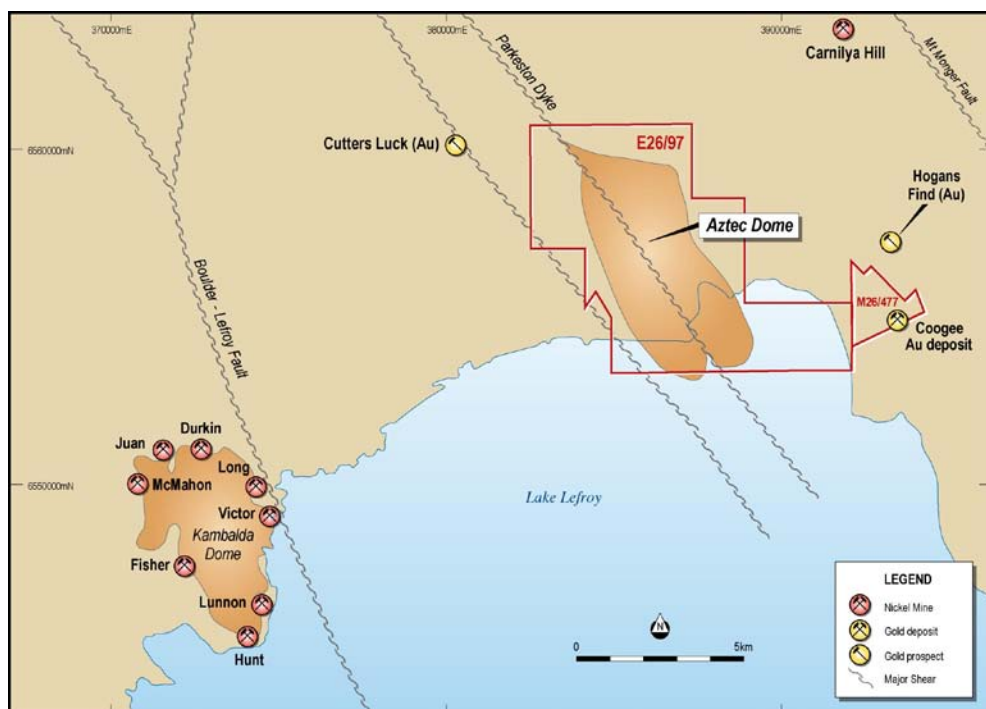 370000mE
380000mE
390000mE
Carnilya Hill
Mt Monger Fault
Parkeston Dyke
6560000mN
Cutters Luck (Au)
E26/97
Hogans
Find (Au)
Aztec Dome
Boulder - Lefroy Fault
M26/477
Coogee
Au deposit
Juan
Durkin
Long
6550000mN
McMahon
Victor
Kambalda
Dome
Lake Lefroy
Fisher
Lunnon
Hunt
N
0
5km
LEGEND
Nickel Mine
Gold deposit
Gold prospect
Major Shear